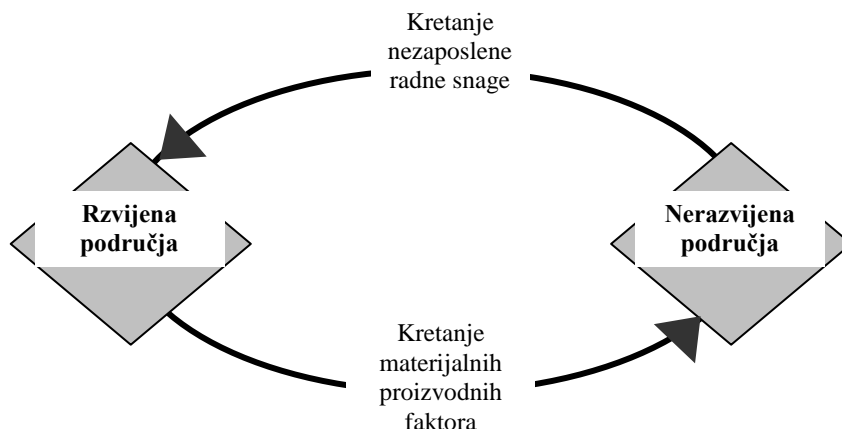 Kretanje
nezaposlene
radne snage
Rzvijena
područja
Nerazvijena
područja
Kretanje
materijalnih
proizvodnih
faktora